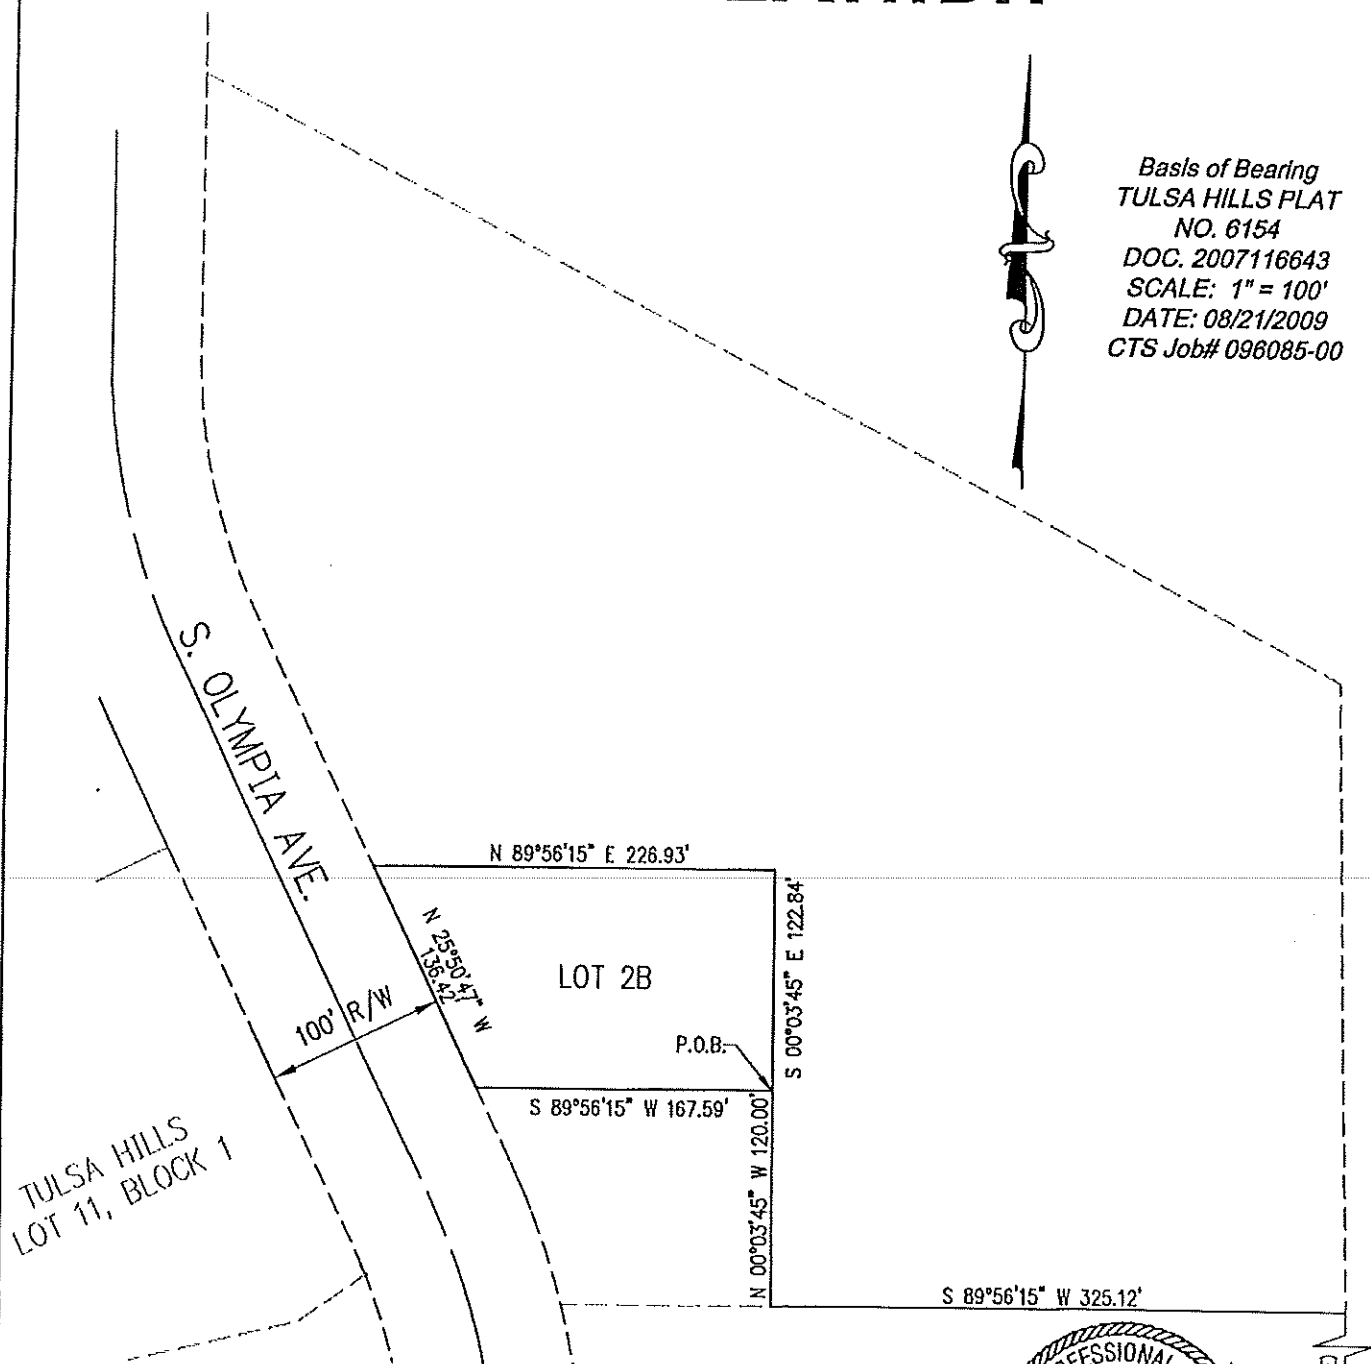 Basis of Bearing
TULSA HILLS PLAT
NO. 6154
DOC. 2007116643
SCALE: 1" = 100'
DATE: 08/21/2009
CTS Job# 096085-00
S. OLYMPIA AVE.
N 89°56'15" E 226.93'
S 00°03'45" E 122.84'
N 25°50'47" W
136.42'
LOT 2B
100' R/W
P.O.B.
S 89°56'15" W 167.59'
N 00°03'45" W 120.00'
TULSA HILLS
LOT 11, BLOCK 1
S 89°56'15" W 325.12'